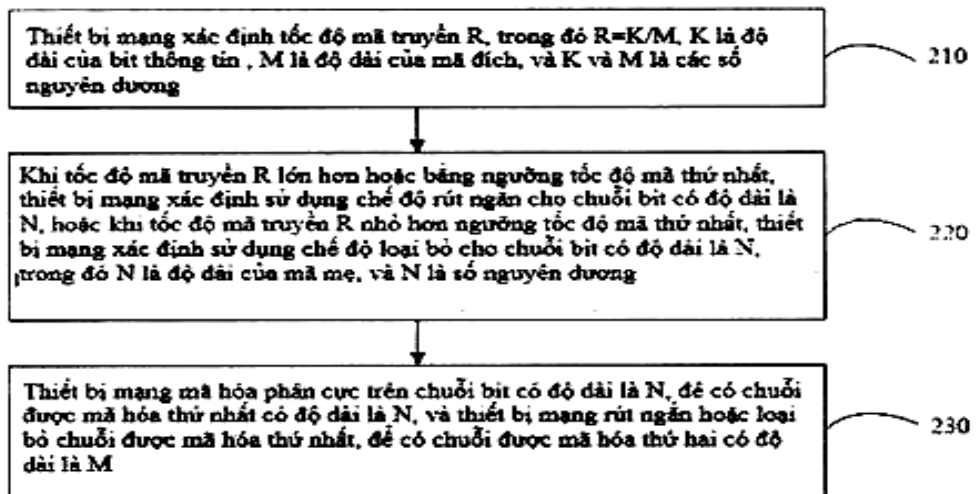 Thiết bị mạng xác định tốc độ mã truyền R, trong đó R=K/M, K là độ
dài của bit thông tin , M là độ dài của mã đích, và K và M là các số
nguyên dương
210
Khi tốc độ mã truyền R lớn hơn hoặc bằng ngưỡng tốc độ mã thứ nhất,
thiết bị mạng xác định sử dụng chế độ rút ngắn cho chuỗi bit có độ dài là
N, hoặc khi tốc độ mã truyền R nhỏ hơn ngưỡng tốc độ mã thứ nhất, thiết
bị mạng xác định sử dụng chế độ loại bỏ cho chuỗi bit có độ dài là N,
trong đó N là độ dài của mã mẹ, và N là số nguyên dương
220
Thiết bị mạng mã hóa phân cực trên chuỗi bit có độ dài là N, để có chuỗi
được mã hóa thứ nhất có độ dài là N, và thiết bị mạng rút ngắn hoặc loại
bỏ chuỗi được mã hóa thứ nhất, để có chuỗi được mã hóa thứ hai có độ
dài là M
230